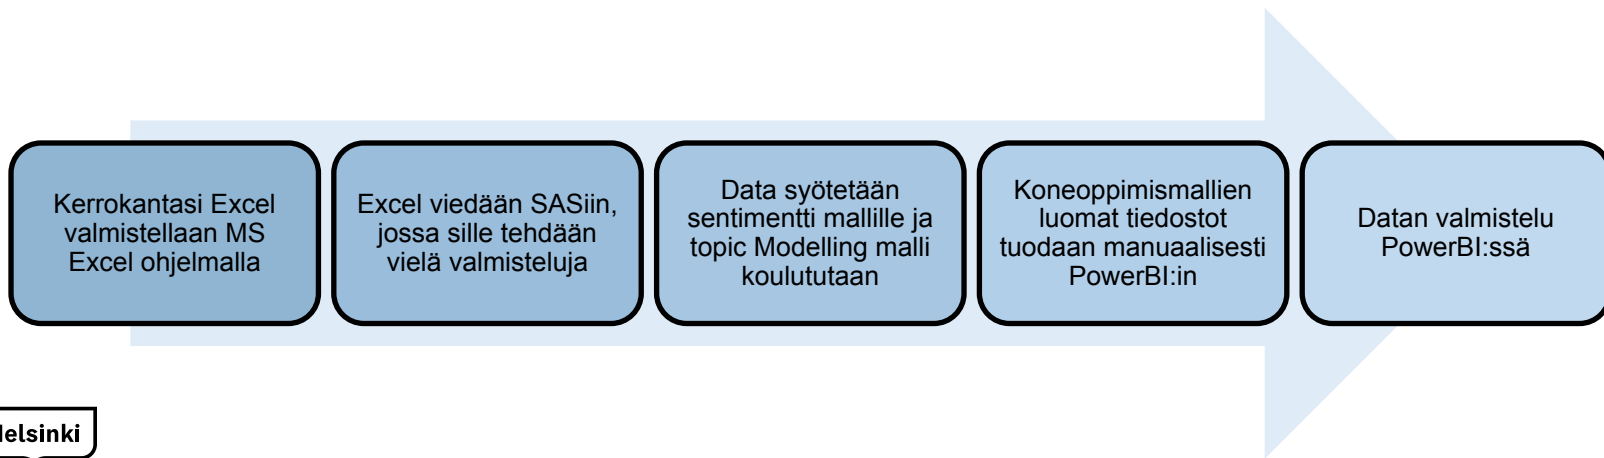 Kerrokantasi Excel
valmistellaan MS
Excel ohjelmalla
Excel viedään SASiin,
jossa sille tehdään
vielä valmisteluja
Data syötetään
sentimentti mallille ja
topic Modelling malli
koulututaan
Koneoppimismallien
luomat tiedostot
tuodaan manuaalisesti
PowerBI:in
Datan valmistelu
PowerBI:ssä
Helsinki